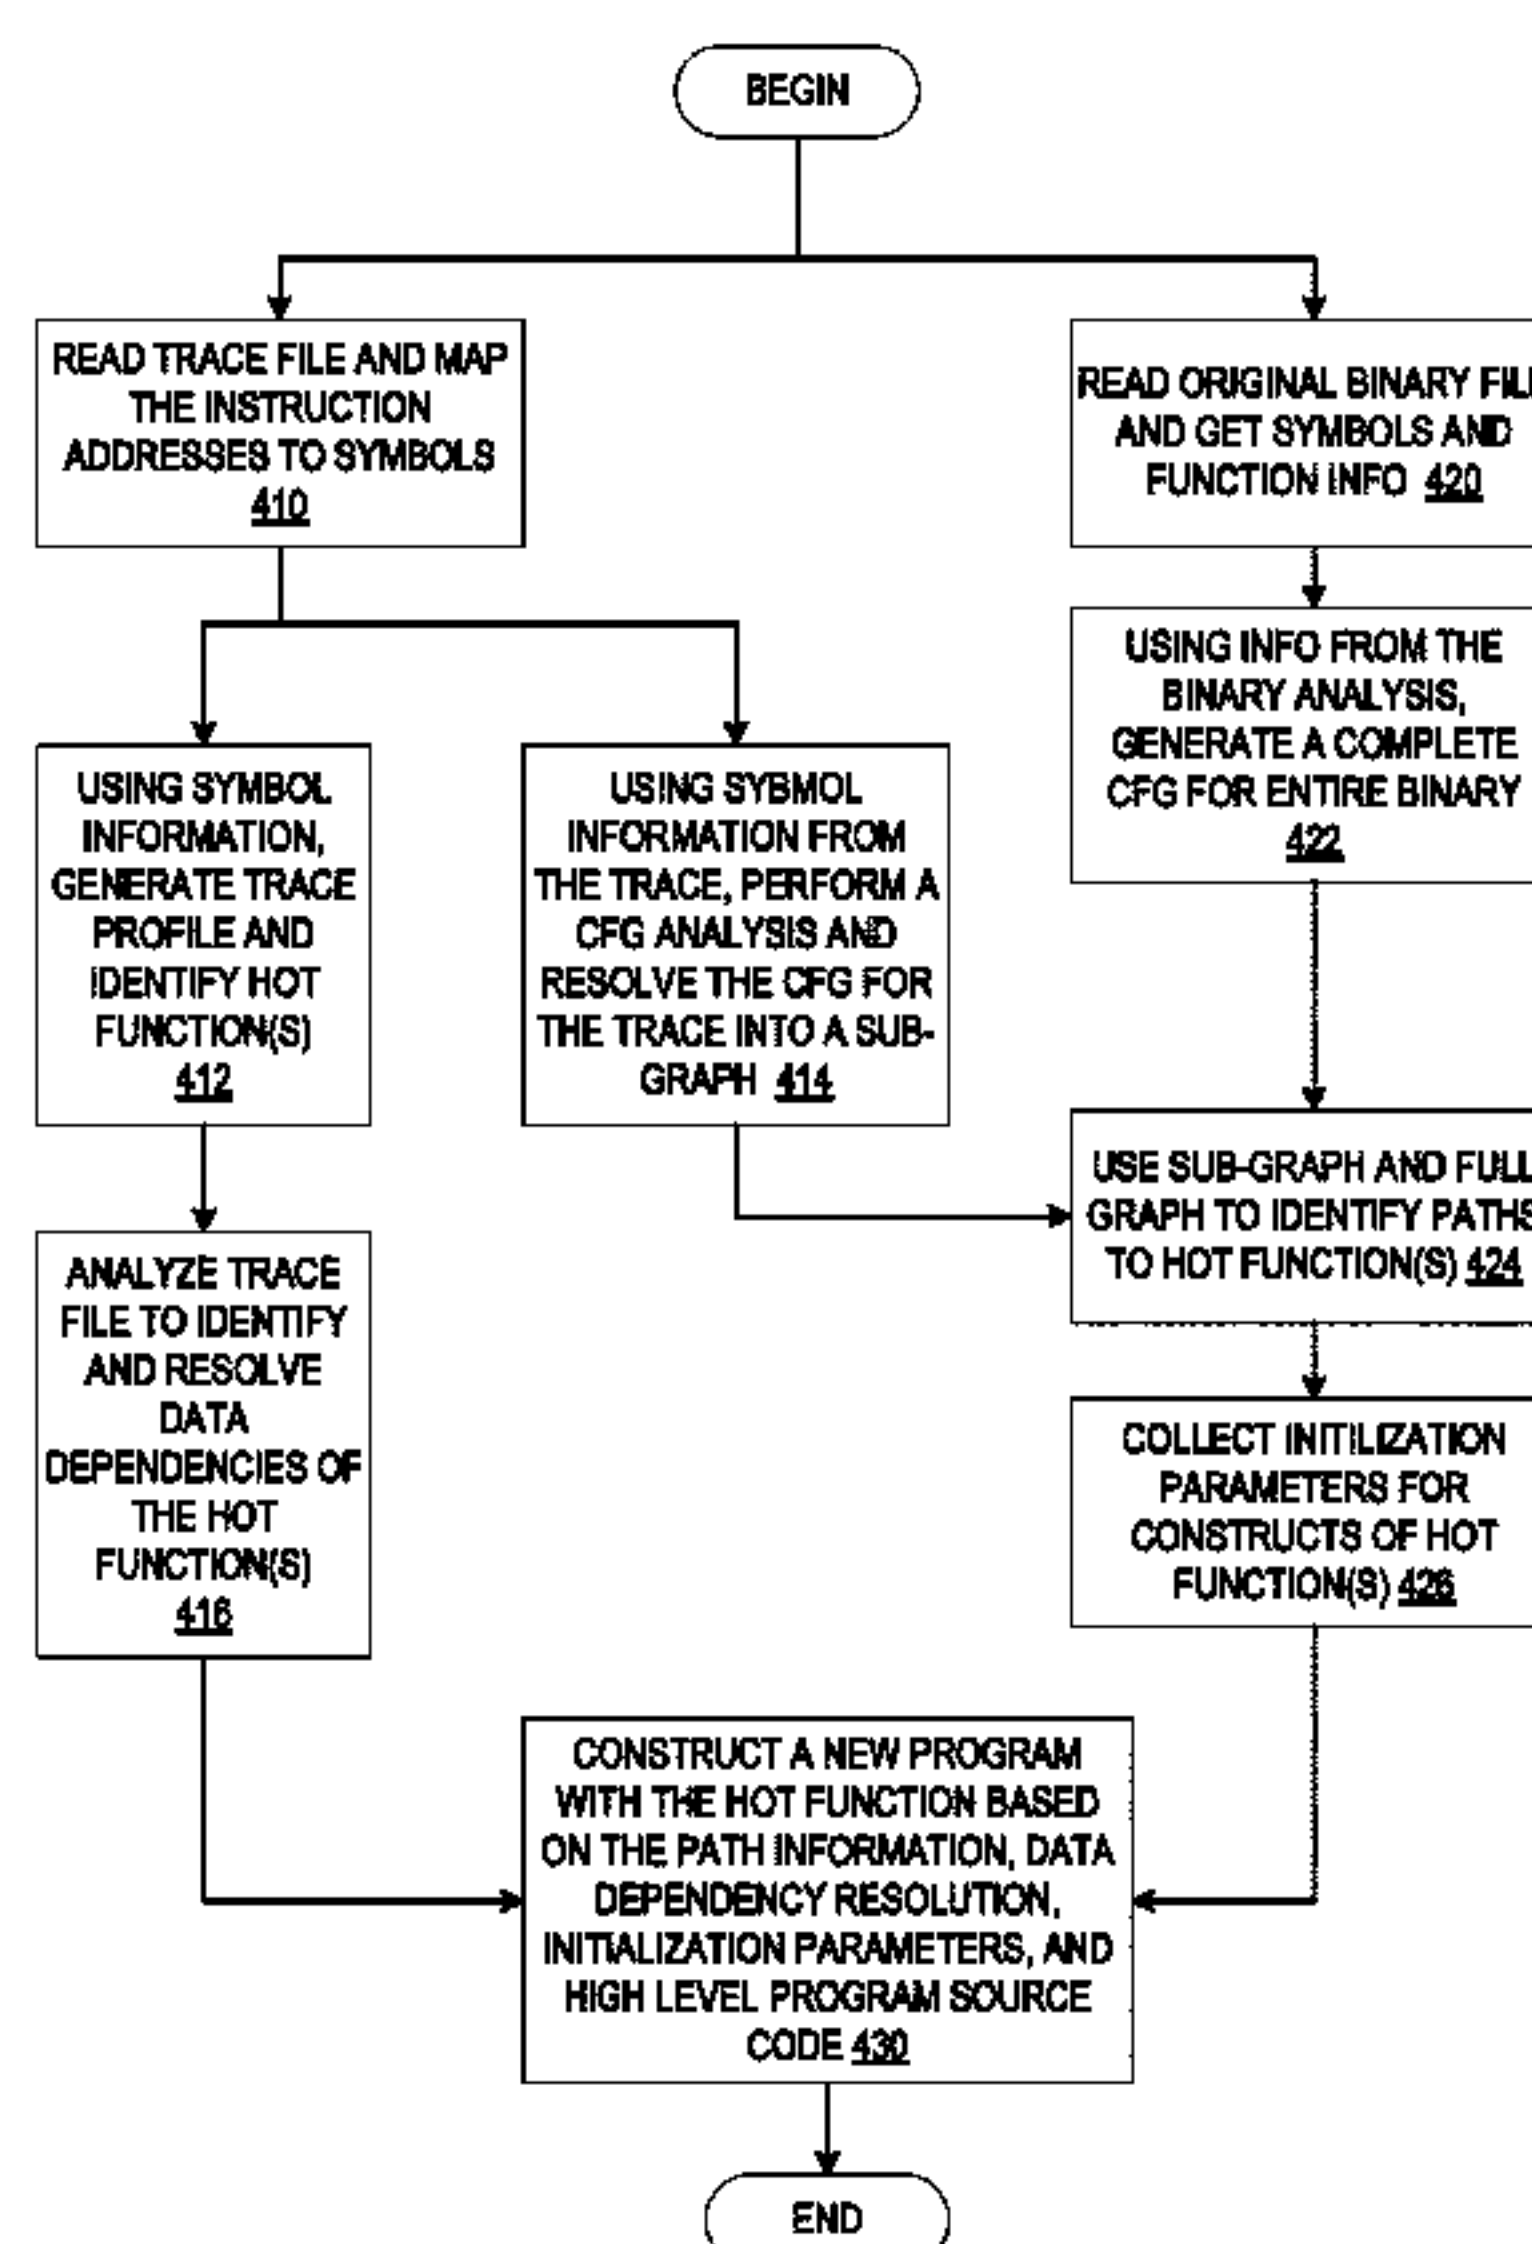 BEGIN
READ TRACE FILE AND MAP
THE INSTRUCTION
ADDRESSES TO SYMBOLS
410
READ ORIGINAL BINARY FIL
AND GET SYMBOLS AND
FUNCTION INFO 420
USING INFO FROM THE
BINARY ANALYSIS,
GENERATE A COMPLETE
CFG FOR ENTIRE BINARY
422
USING SYMBOL
INFORMATION,
GENERATE TRACE
PROFILE AND
IDENTIFY HOT
FUNCTION(S)
412
USING SYBMOL
INFORMATION FROM
THE TRACE, PERFORM A
CFG ANALYSIS AND
RESOLVE THE CFG FOR
THE TRACE INTO A SUB-
GRAPH 414
USE SUB-GRAPH AND FULL
GRAPH TO IDENTIFY PATHS
TO HOT FUNCTION(S) 424
ANALYZE TRACE
FILE TO IDENTIFY
AND RESOLVE
DATA
DEPENDENCIES OF
THE HOT
FUNCTION(S)
416
COLLECT INITILIZATION
PARAMETERS FOR
CONSTRUCTS OF HOT
FUNCTION(S) 426
CONSTRUCT A NEW PROGRAM
WITH THE HOT FUNCTION BASED
ON THE PATH INFORMATION, DATA
DEPENDENCY RESOLUTION,
INITIALIZATION PARAMETERS, AND
HIGH LEVEL PROGRAM SOURCE
CODE 430
END